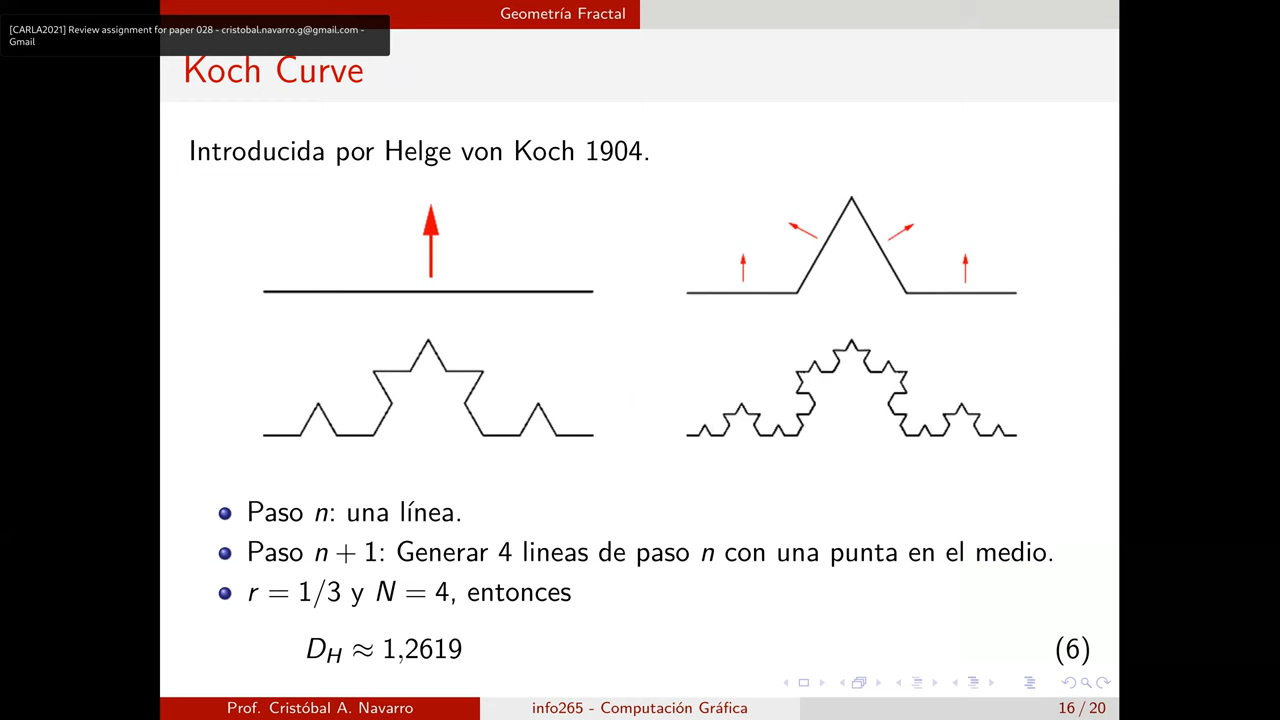 Geometría Fractal
[CARLA2021] Review assignment for paper 028 - cristobal.navarro.g@gmail.com -
Gmail
Koch Curve
Introducida por Helge von Koch 1904.
Paso n: una línea.
Paso n + 1: Generar 4 lineas de paso n con una punta en el medio.
r = 1/3 y N = 4, entonces
D_H ≈ 1,2619 (6)
Prof. Cristóbal A. Navarro info265 - Computación Gráfica 16 / 20